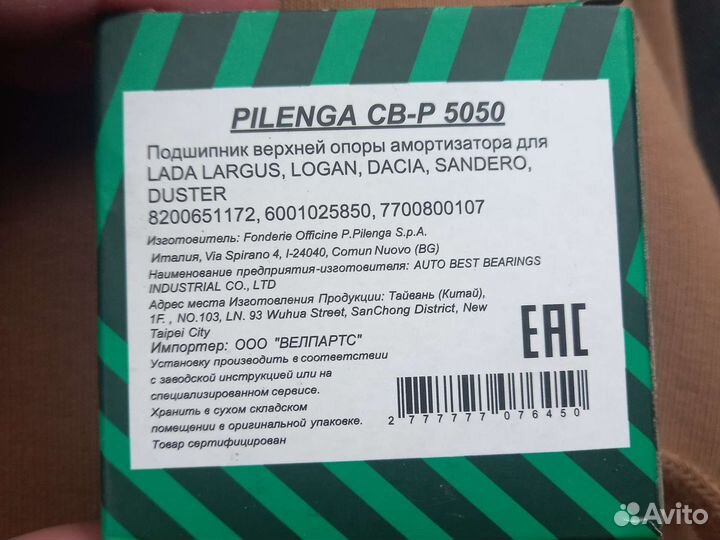 PILENGA CB-P 5050
Подшипник верхней опоры амортизатора для
LADA LARGUS, LOGAN, DACIA, SANDERO,
DUSTER
8200651172, 6001025850, 7700800107
Изготовитель: Fonderie Officine P.Pilenga S.p.A.
Италия, Via Spirano 4, I-24040, Comun Nuovo (BG)
Наименование предприятия-изготовителя: AUTO BEST BEARINGS
INDUSTRIAL CO., LTD
Адрес места Изготовления Продукции: Тайвань (Китай),
1F. , NO.103, LN. 93 Wuhua Street, SanChong District, New
Taipei City
Импортер: ООО "ВЕЛПАРТС"
Установку производить в соответствии
с заводской инструкцией или на
специализированном сервисе.
Хранить в сухом складском
помещении в оригинальной упаковке.
Товар сертифицирован
EAC
2 777777 076450
Avito